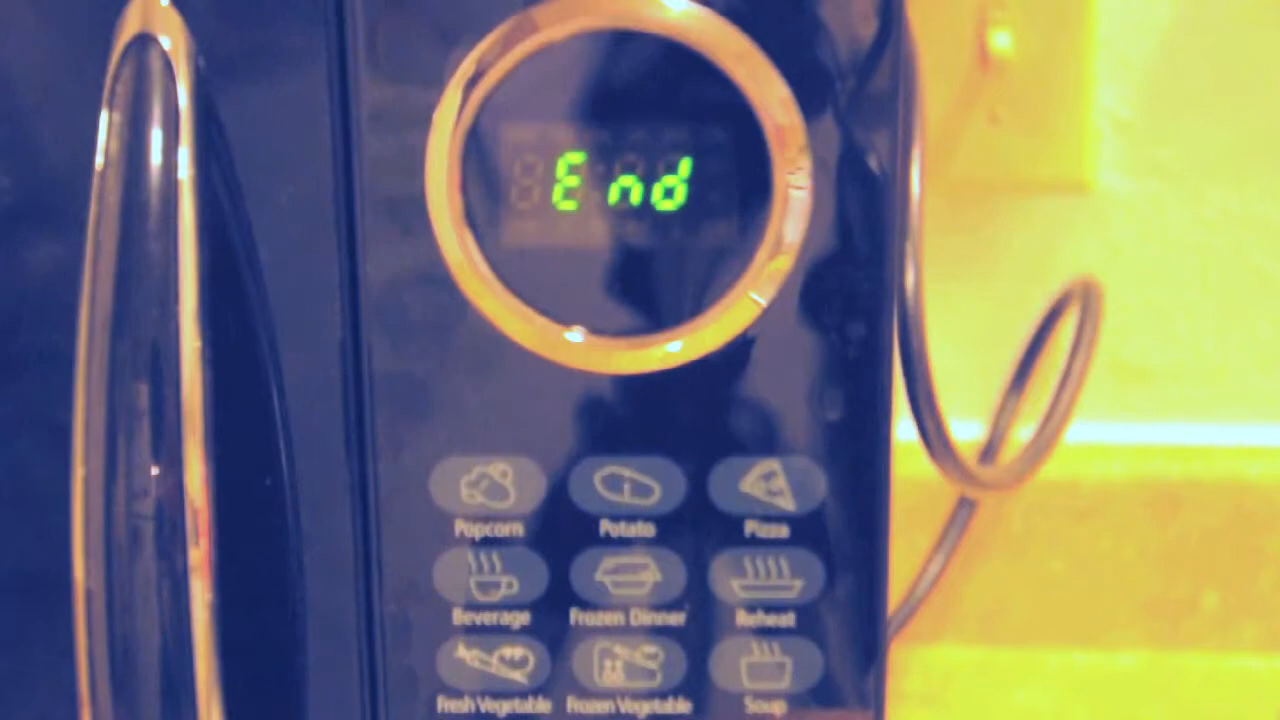 End
Popcorn Potato Pizza
Beverage Frozen Dinner Reheat
Fresh Vegetable Frozen Vegetable Soup